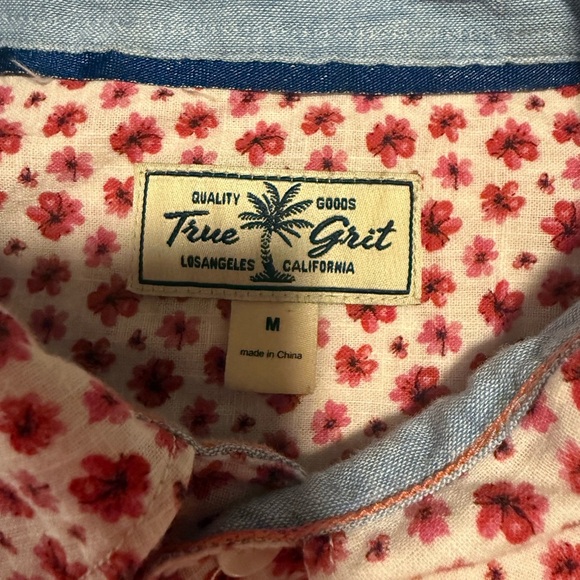 QUALITY GOODS
True Grit
LOSANGELES CALIFORNIA
M
made in China